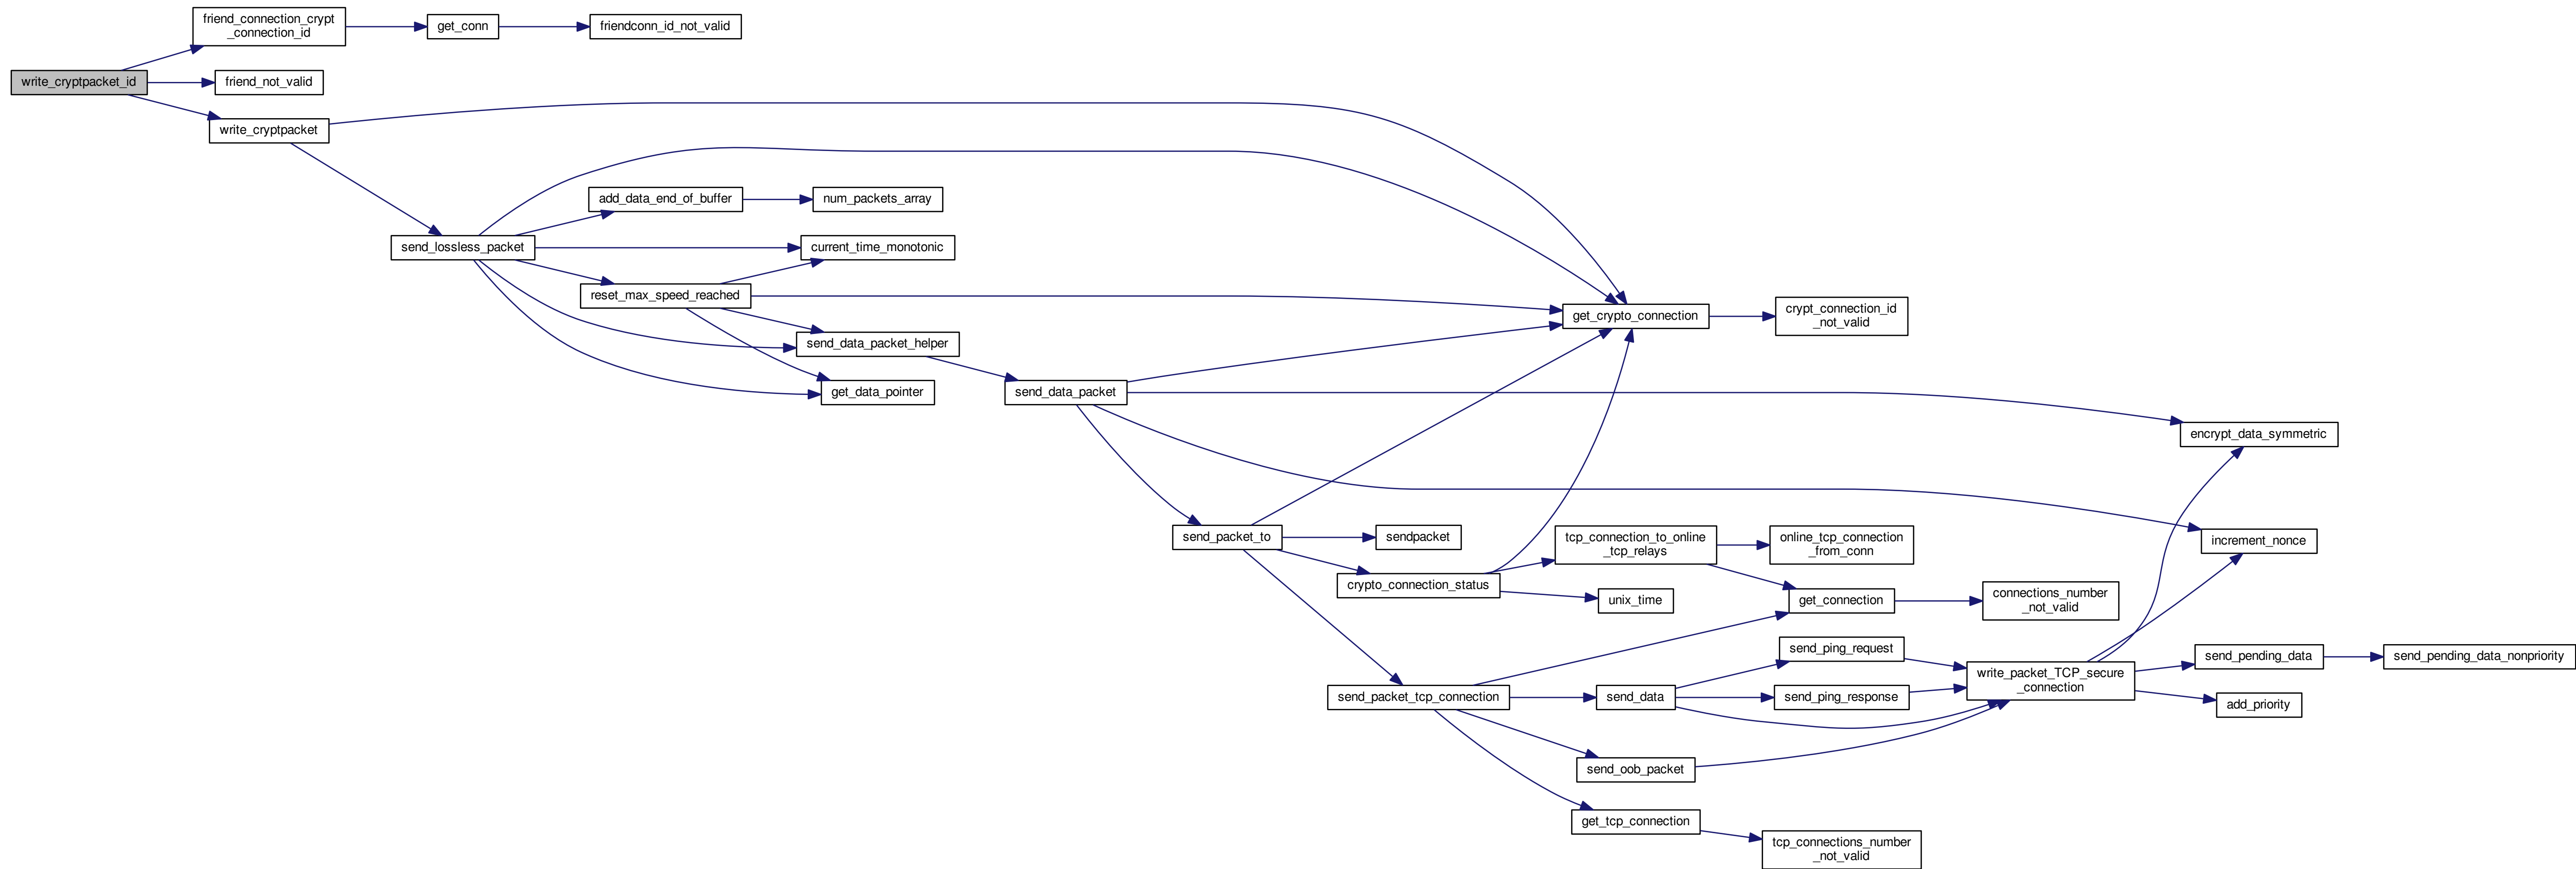 friend_connection_crypt
_connection_id
get_conn
friendconn_id_not_valid
write_cryptpacket_id
friend_not_valid
write_cryptpacket
add_data_end_of_buffer
num_packets_array
send_lossless_packet
current_time_monotonic
reset_max_speed_reached
get_crypto_connection
crypt_connection_id
_not_valid
send_data_packet_helper
send_data_packet
get_data_pointer
encrypt_data_symmetric
send_packet_to
sendpacket
tcp_connection_to_online
_tcp_relays
online_tcp_connection
_from_conn
increment_nonce
crypto_connection_status
unix_time
get_connection
connections_number
_not_valid
send_ping_request
write_packet_TCP_secure
_connection
send_pending_data
send_pending_data_nonpriority
send_packet_tcp_connection
send_data
send_ping_response
add_priority
send_oob_packet
get_tcp_connection
tcp_connections_number
_not_valid